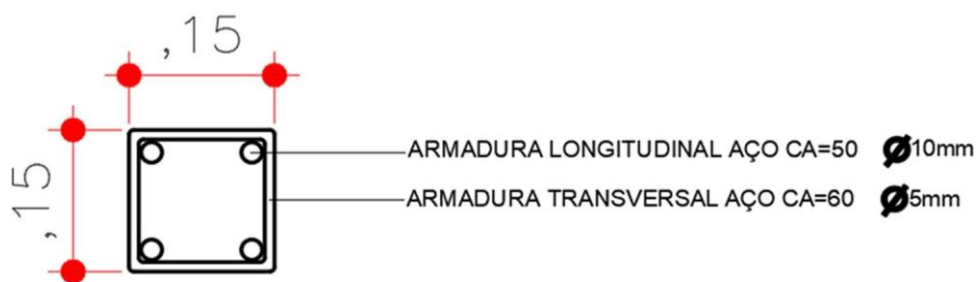 ,15
ARMADURA LONGITUDINAL AÇO CA=50 Ø10mm
ARMADURA TRANSVERSAL AÇO CA=60 Ø5mm
,15